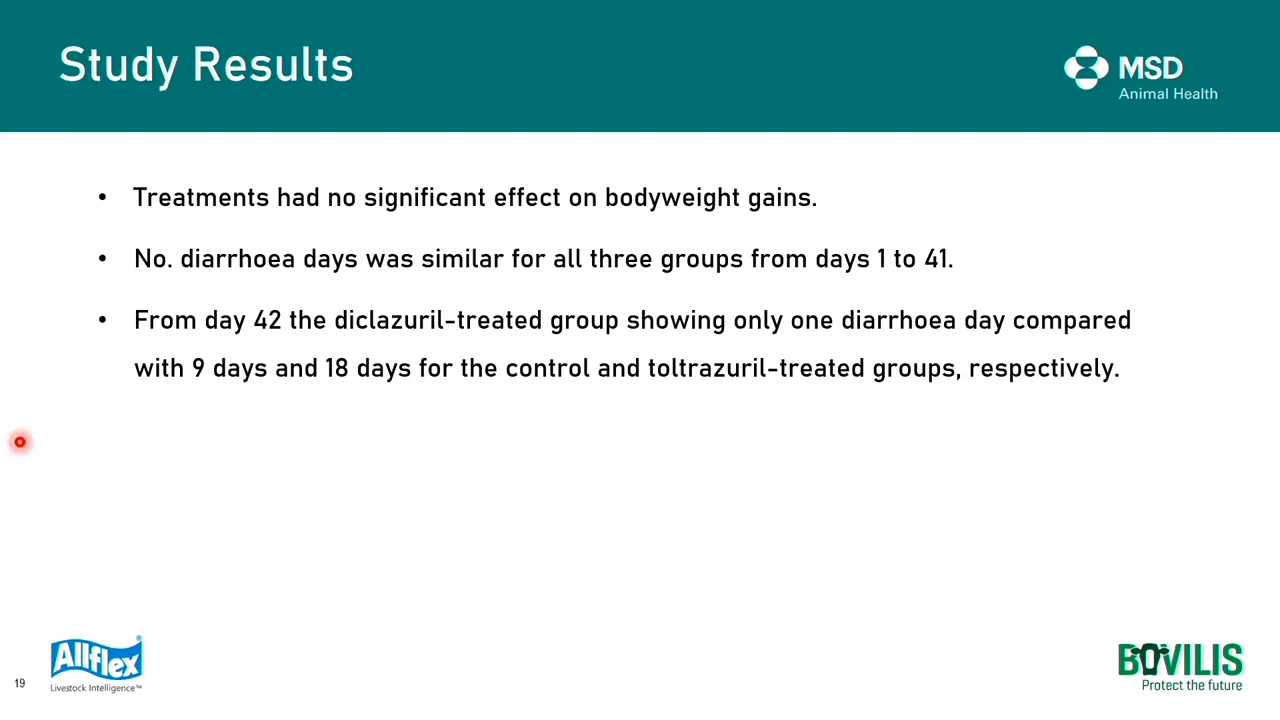 Study Results
MSD
Animal Health
• Treatments had no significant effect on bodyweight gains.
• No. diarrhoea days was similar for all three groups from days 1 to 41.
• From day 42 the diclazuril-treated group showing only one diarrhoea day compared
with 9 days and 18 days for the control and toltrazuril-treated groups, respectively.
19
Allflex®
Livestock Intelligence™
BOVILIS
Protect the future